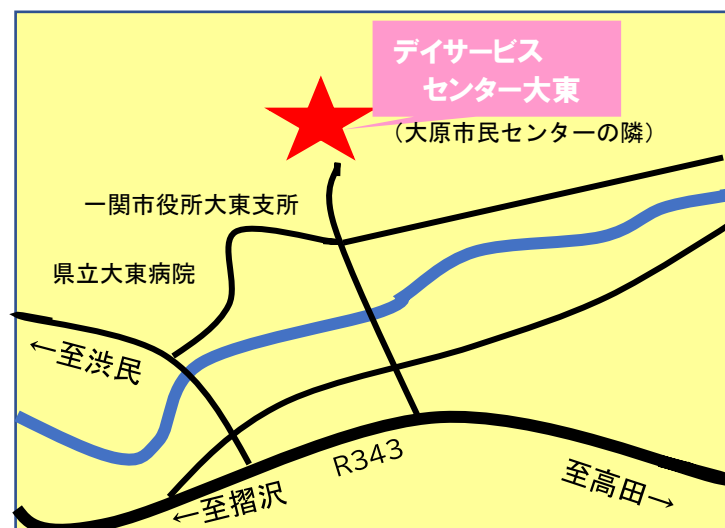 デイサービス
センター大東
（大原市民センターの隣）
一関市役所大東支所
県立大東病院
←至渋民
R343
至高田→
←至摺沢